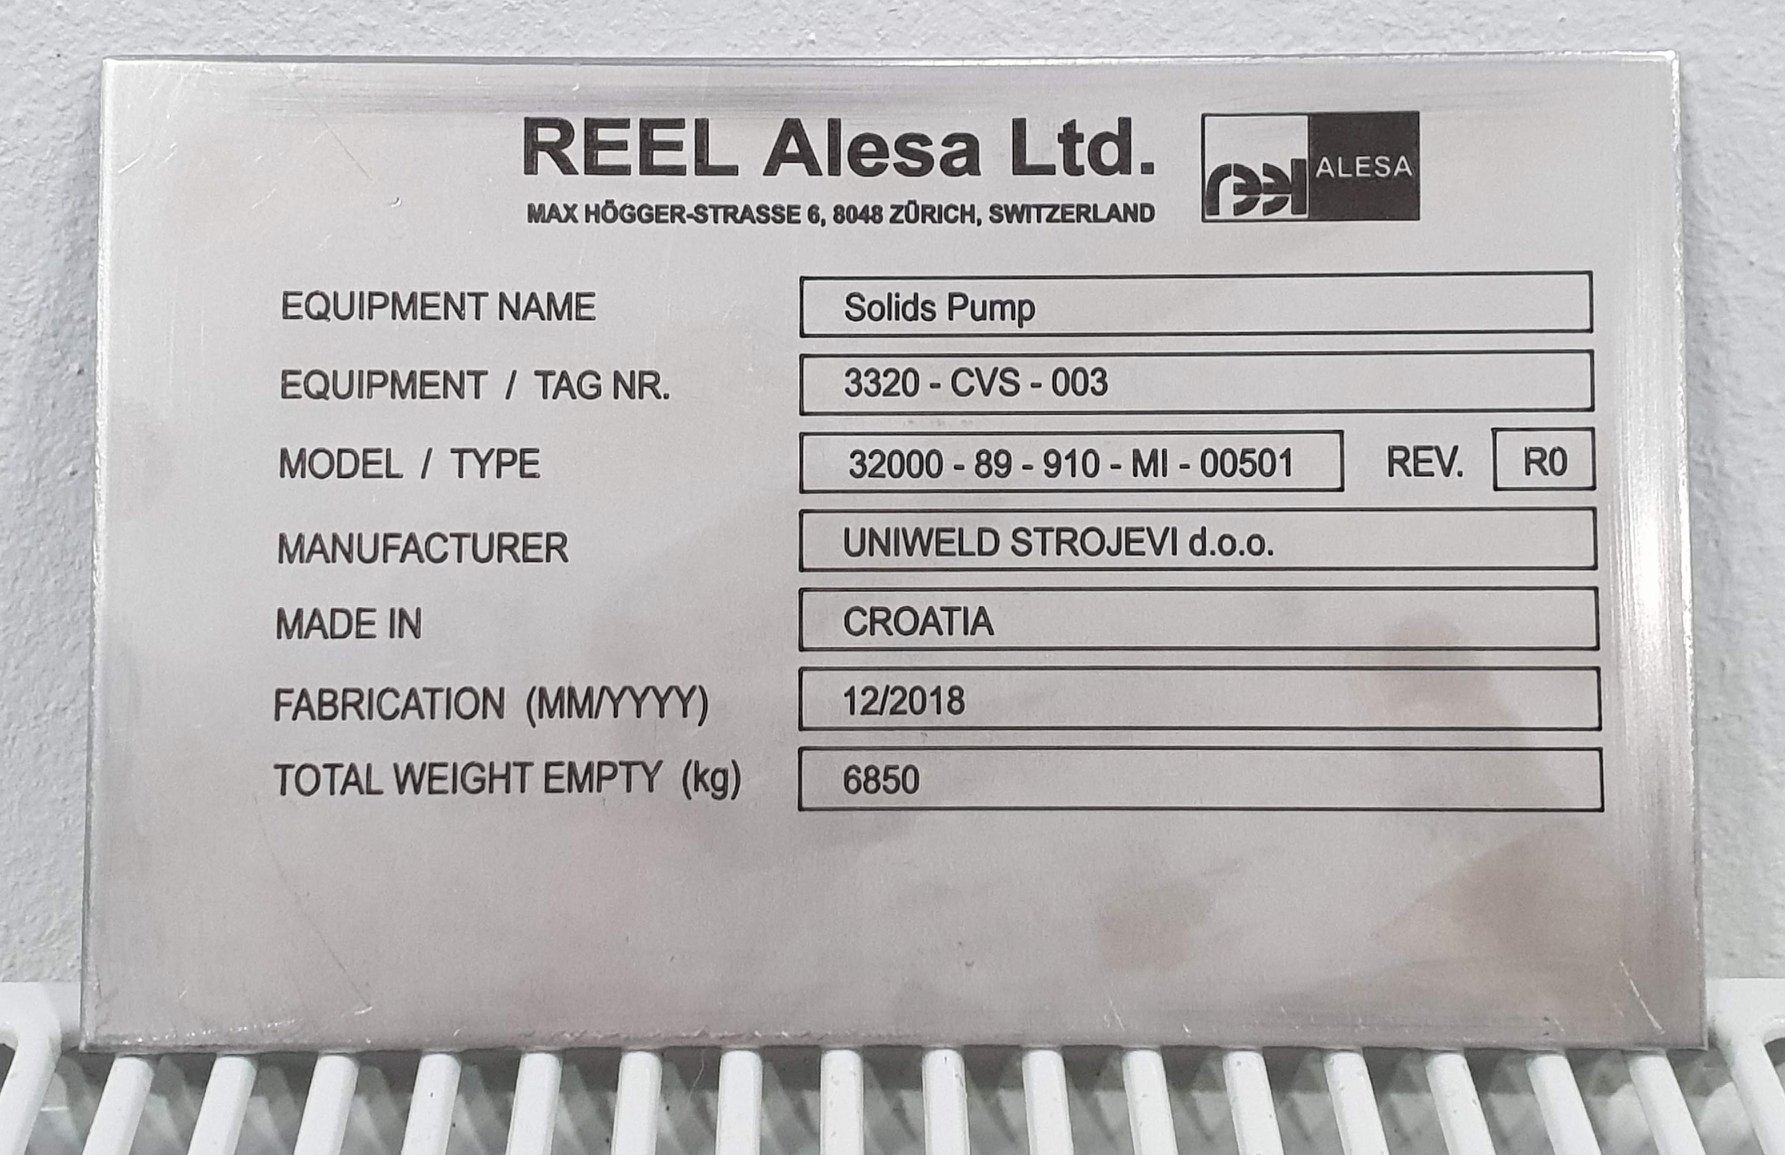 REEL Alesa Ltd.
MAX HÖGGER-STRASSE 6, 8048 ZÜRICH, SWITZERLAND
reel ALESA
EQUIPMENT NAME Solids Pump
EQUIPMENT / TAG NR. 3320 - CVS - 003
MODEL / TYPE 32000 - 89 - 910 - MI - 00501 REV. R0
MANUFACTURER UNIWELD STROJEVI d.o.o.
MADE IN CROATIA
FABRICATION (MM/YYYY) 12/2018
TOTAL WEIGHT EMPTY (kg) 6850